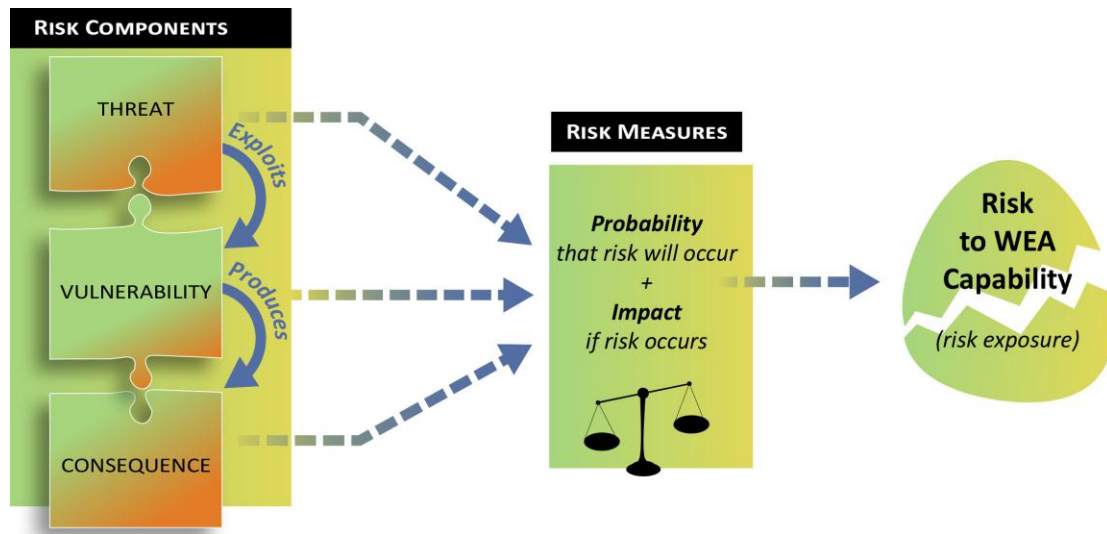 RISK COMPONENTS
THREAT
Exploits
VULNERABILITY
Produces
CONSEQUENCE
RISK MEASURES
Probability
that risk will occur
+
Impact
if risk occurs
Risk
to WEA
Capability
(risk exposure)